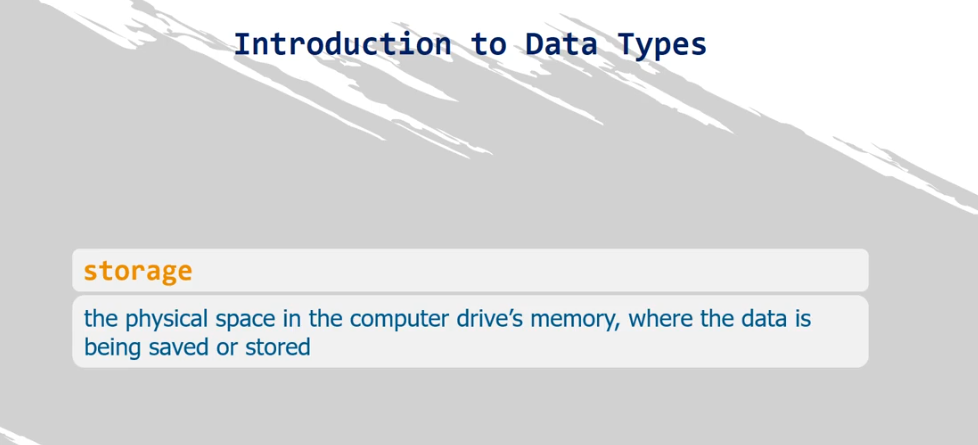 Introduction to Data Types
storage
the physical space in the computer drive’s memory, where the data is
being saved or stored